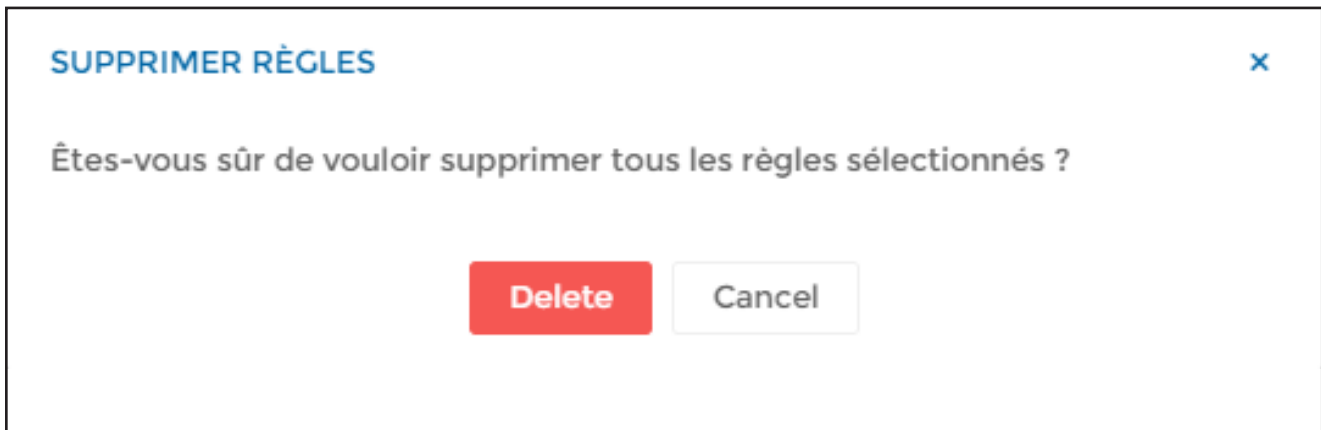 SUPPRIMER RÈGLES ×
Êtes-vous sûr de vouloir supprimer tous les règles sélectionnés ?
Delete Cancel